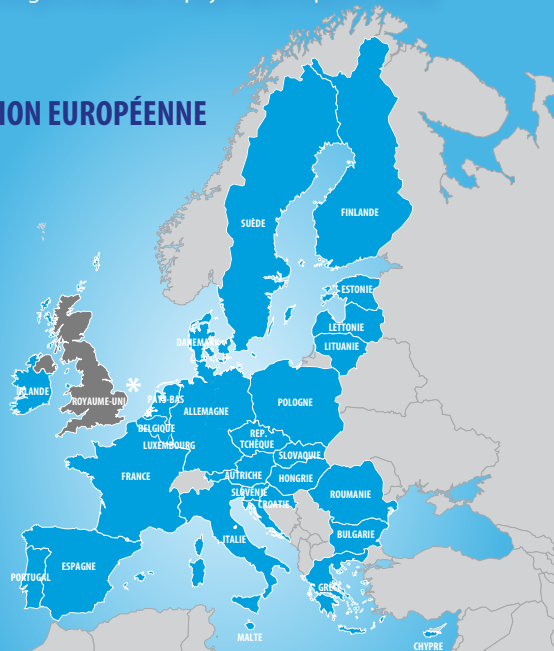 ION EUROPÉENNE
FINLANDE
SUÈDE
ESTONIE
LETTONIE
LITUANIE
DANEMARK
IRLANDE
ROYAUME-UNI
*
PAYS-BAS
ALLEMAGNE
POLOGNE
BELGIQUE
LUXEMBOURG
REP.
TCHÈQUE
SLOVAQUIE
FRANCE
AUTRICHE
HONGRIE
SLOVÉNIE
CROATIE
ROUMANIE
BULGARIE
ITALIE
PORTUGAL
ESPAGNE
GRÈCE
MALTE
CHYPRE